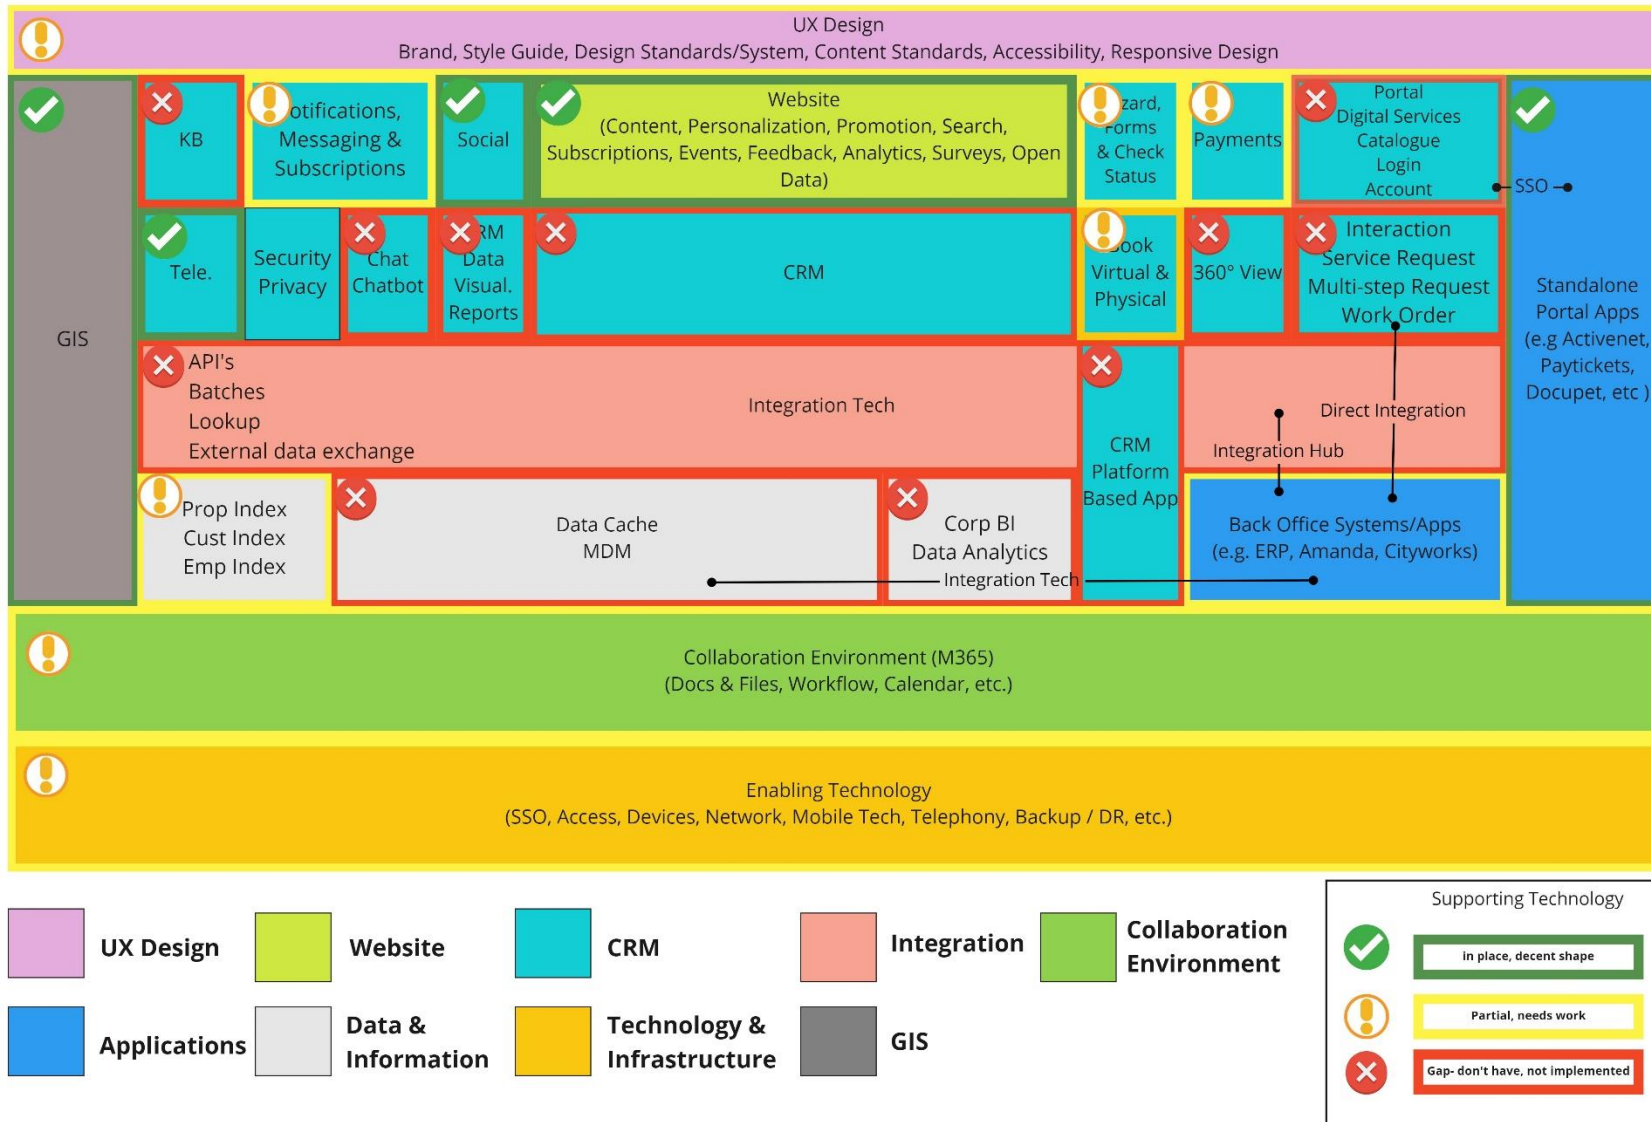 UX Design
Brand, Style Guide, Design Standards/System, Content Standards, Accessibility, Responsive Design
GIS
KB
otifications,
Messaging &
Subscriptions
Social
Website
(Content, Personalization, Promotion, Search,
Subscriptions, Events, Feedback, Analytics, Surveys, Open
Data)
zard,
Forms
& Check
Status
Payments
Portal
Digital Services
Catalogue
Login
Account
SSO
Standalone
Portal Apps
(e.g Activenet,
Paytickets,
Docupet, etc )
Tele.
Security
Privacy
Chat
Chatbot
RM
Data
Visual.
Reports
CRM
Book
Virtual &
Physical
360° View
Interaction
Service Request
Multi-step Request
Work Order
API's
Batches
Lookup
External data exchange
Integration Tech
CRM
Platform
Based App
Direct Integration
Integration Hub
Prop Index
Cust Index
Emp Index
Data Cache
MDM
Corp BI
Data Analytics
Integration Tech
Back Office Systems/Apps
(e.g. ERP, Amanda, Cityworks)
Collaboration Environment (M365)
(Docs & Files, Workflow, Calendar, etc.)
Enabling Technology
(SSO, Access, Devices, Network, Mobile Tech, Telephony, Backup / DR, etc.)
UX Design
Website
CRM
Integration
Collaboration
Environment
Applications
Data &
Information
Technology &
Infrastructure
GIS
Supporting Technology
in place, decent shape
Partial, needs work
Gap- don't have, not implemented